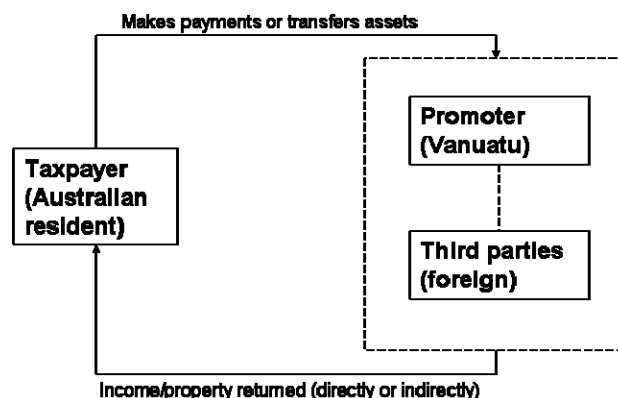 Makes payments or transfers assets
Promoter
(Vanuatu)
Taxpayer
(Australian
resident)
Third parties
(foreign)
Income/property returned (directly or indirectly)